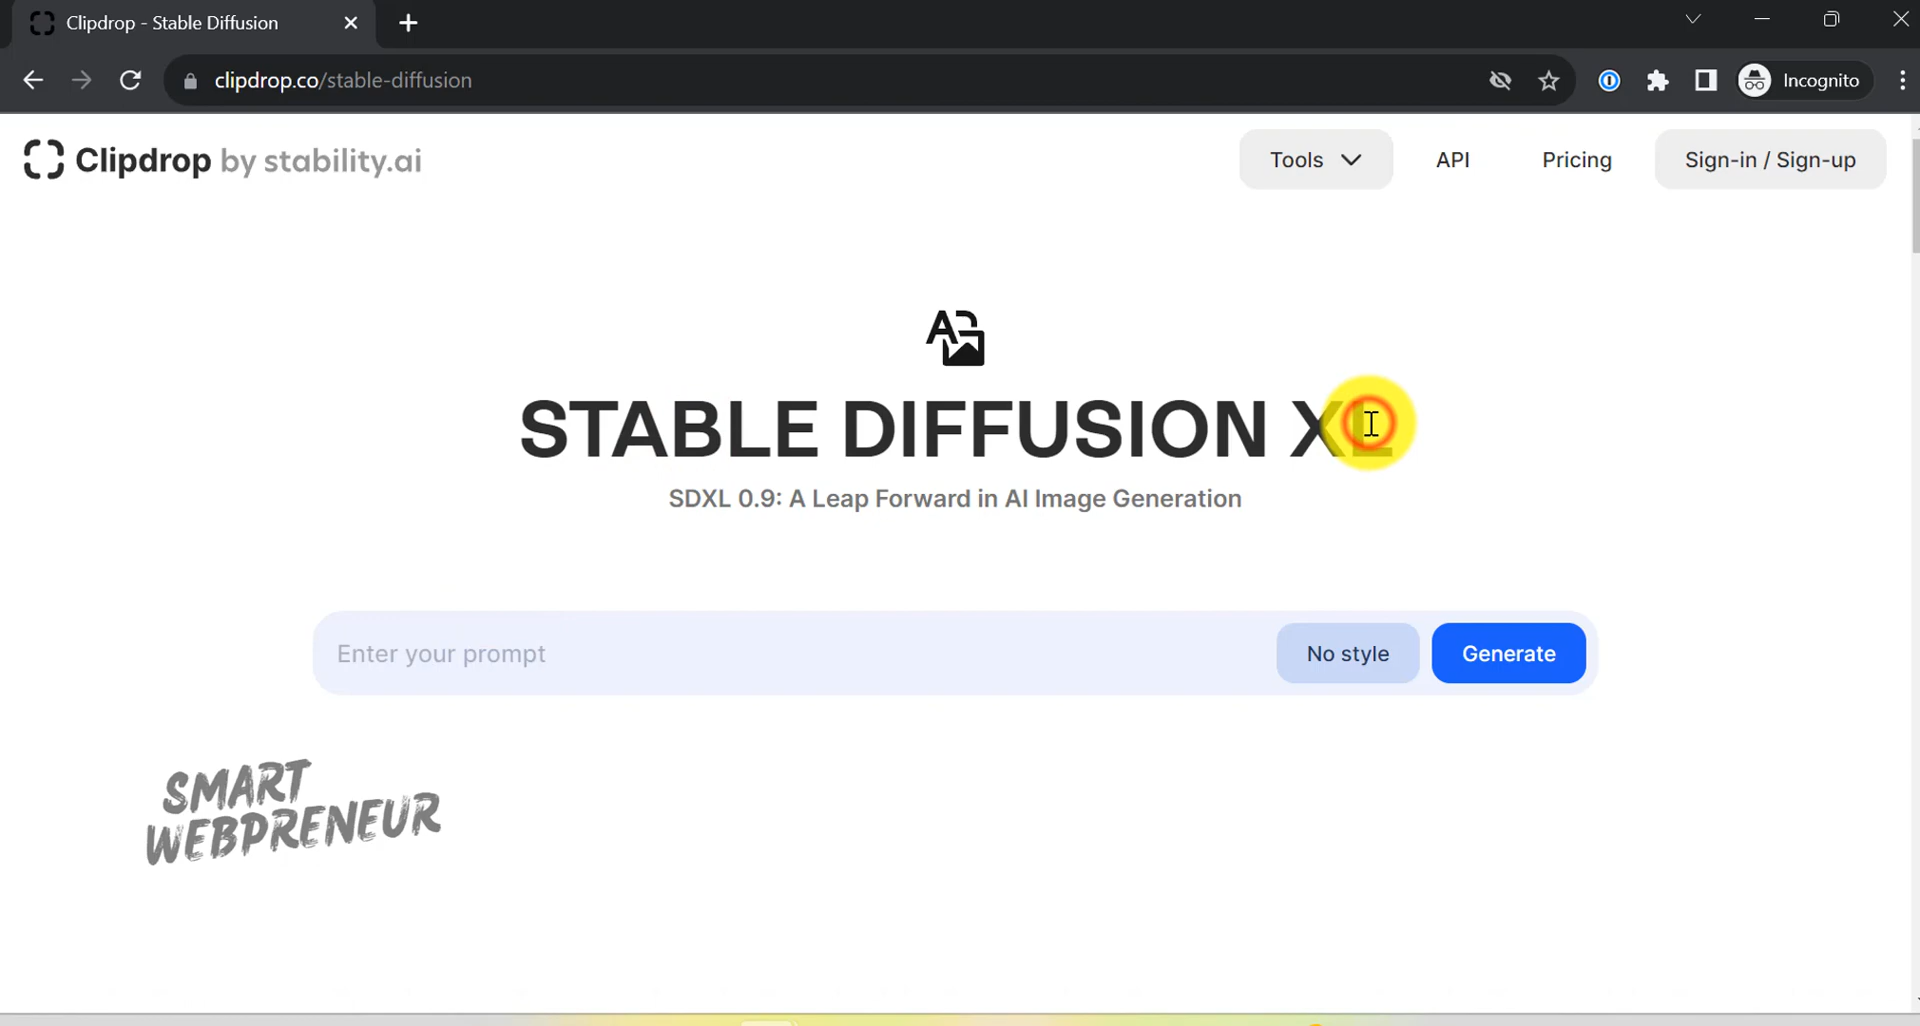 Clipdrop - Stable Diffusion
clipdrop.co/stable-diffusion
Incognito
Clipdrop by stability.ai
Tools
API
Pricing
Sign-in / Sign-up
STABLE DIFFUSION XL
SDXL 0.9: A Leap Forward in AI Image Generation
Enter your prompt
No style
Generate
SMART
WEBPRENEUR